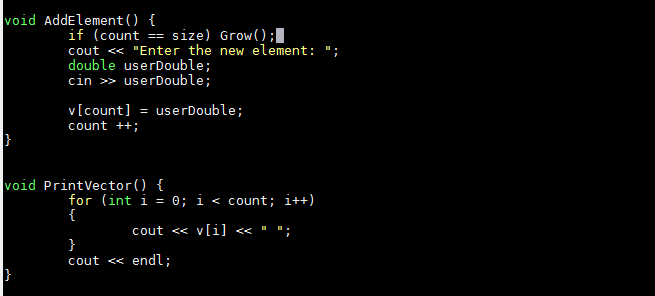 void AddElement() {
        if (count == size) Grow();
        cout << "Enter the new element: ";
        double userDouble;
        cin >> userDouble;

        v[count] = userDouble;
        count ++;
}

void PrintVector() {
        for (int i = 0; i < count; i++)
        {
                cout << v[i] << " ";
        }
        cout << endl;
}